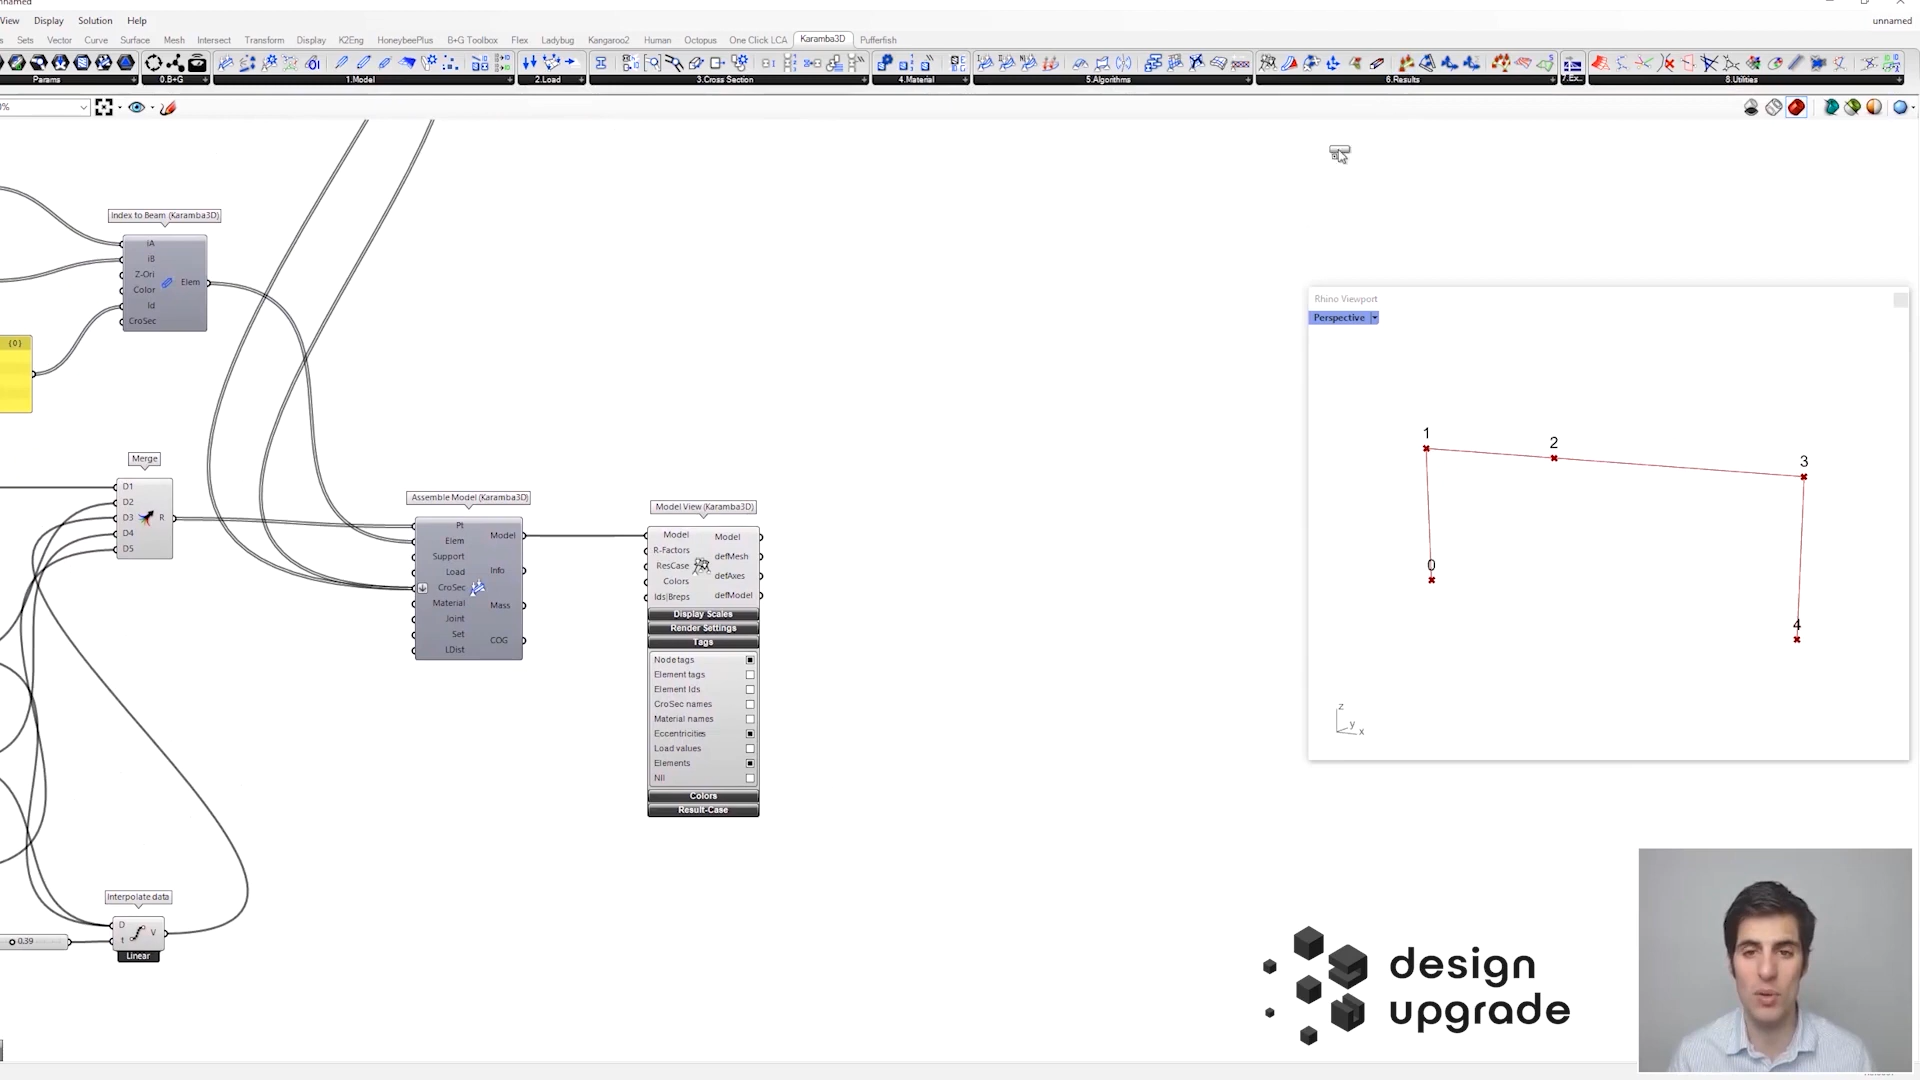 unnamed
View Display Solution Help
unnamed
Sets Vector Curve Surface Mesh Intersect Transform Display K2Eng HoneybeePlus B+G Toolbox Flex Ladybug Kangaroo2 Human Octopus One Click LCA Karamba3D Pufferfish
Params 0.B+G 1.Model 2.Load 3.Cross Section 4.Material 5.Algorithms 6.Results 7.Ex... 8.Utilities
Index to Beam (Karamba3D)
iA
iB
Z-Ori
Color
Id
CroSec
Elem
{0}
Merge
D1
D2
D3
D4
D5
R
Assemble Model (Karamba3D)
Pt
Elem
Support
Load
CroSec
Material
Joint
Set
LDist
Model
Info
Mass
COG
Model View (Karamba3D)
Model
R-Factors
ResCase
Colors
Ids|Breps
Model
defMesh
defAxes
defModel
Display Scales
Render Settings
Tags
Node tags
Element tags
Element Ids
CroSec names
Material names
Eccentricities
Load values
Elements
NII
Colors
Result-Case
Interpolate data
D
t
V
Linear
0.39
Rhino Viewport
Perspective
1
2
3
0
4
z
y
x
design
upgrade